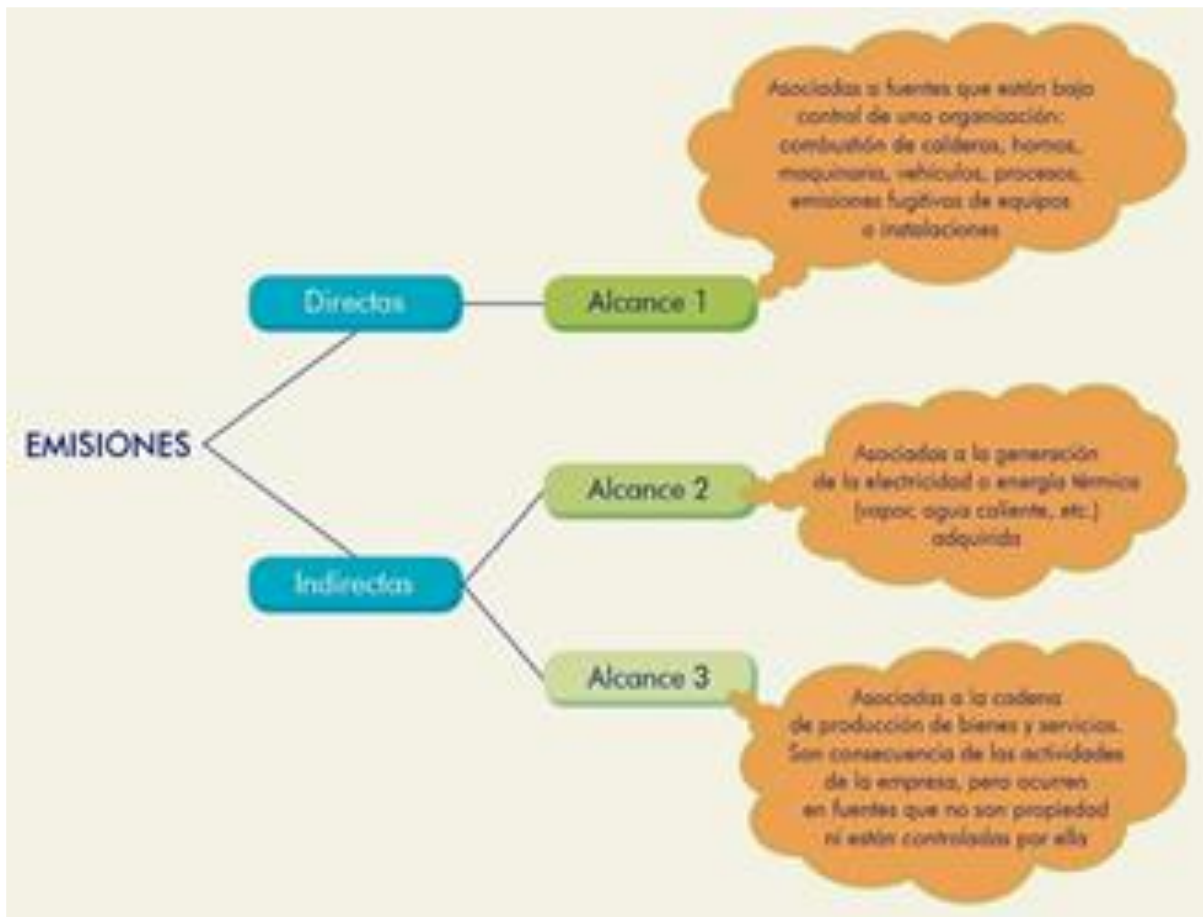 Asociadas a fuentes que están bajo
control de una organización:
combustión de calderas, hornos,
maquinaria, vehículos, procesos,
emisiones fugitivas de equipos
o instalaciones
Directas
Alcance 1
EMISIONES
Alcance 2
Asociadas a la generación
de la electricidad o energía térmica
(vapor, agua caliente, etc.)
adquirida
Indirectas
Alcance 3
Asociadas a la cadena
de producción de bienes y servicios.
Son consecuencia de las actividades
de la empresa, pero ocurren
en fuentes que no son propiedad
ni están controladas por ella